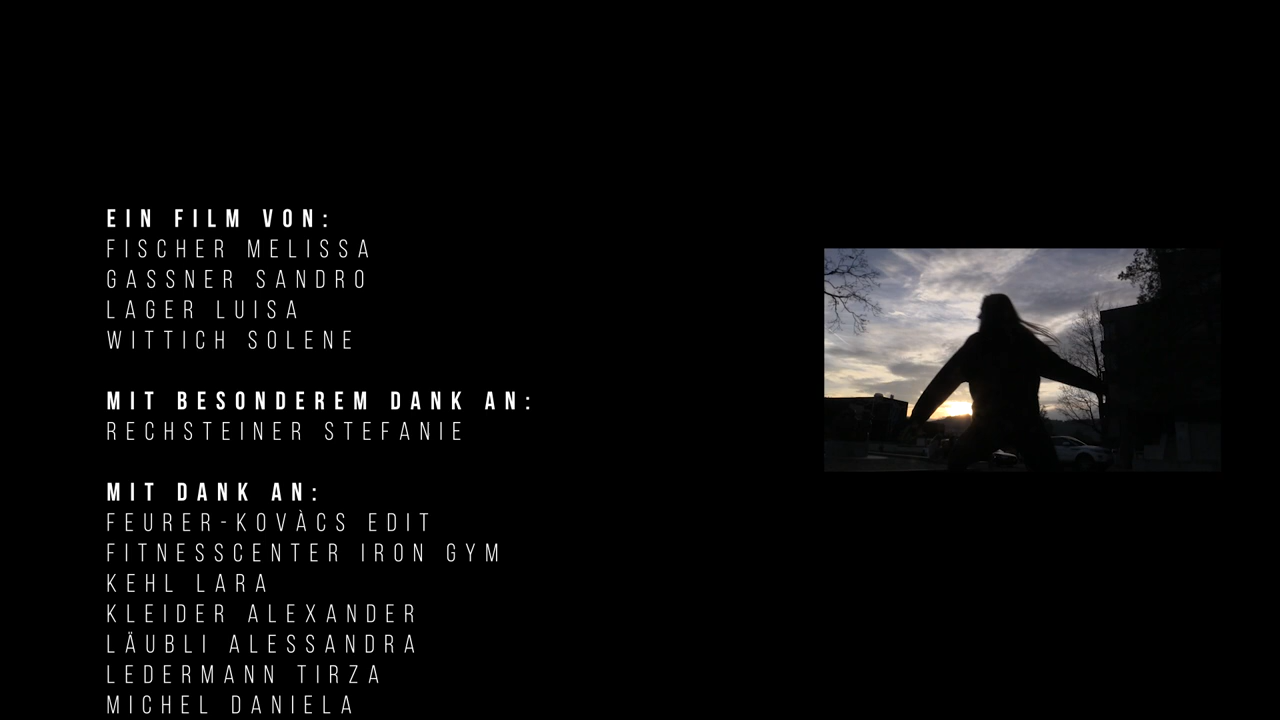 EIN FILM VON:
FISCHER MELISSA
GASSNER SANDRO
LAGER LUISA
WITTICH SOLENE
MIT BESONDEREM DANK AN:
RECHSTEINER STEFANIE
MIT DANK AN:
FEURER-KOVÀCS EDIT
FITNESSCENTER IRON GYM
KEHL LARA
KLEIDER ALEXANDER
LÄUBLI ALESSANDRA
LEDERMANN TIRZA
MICHEL DANIELA